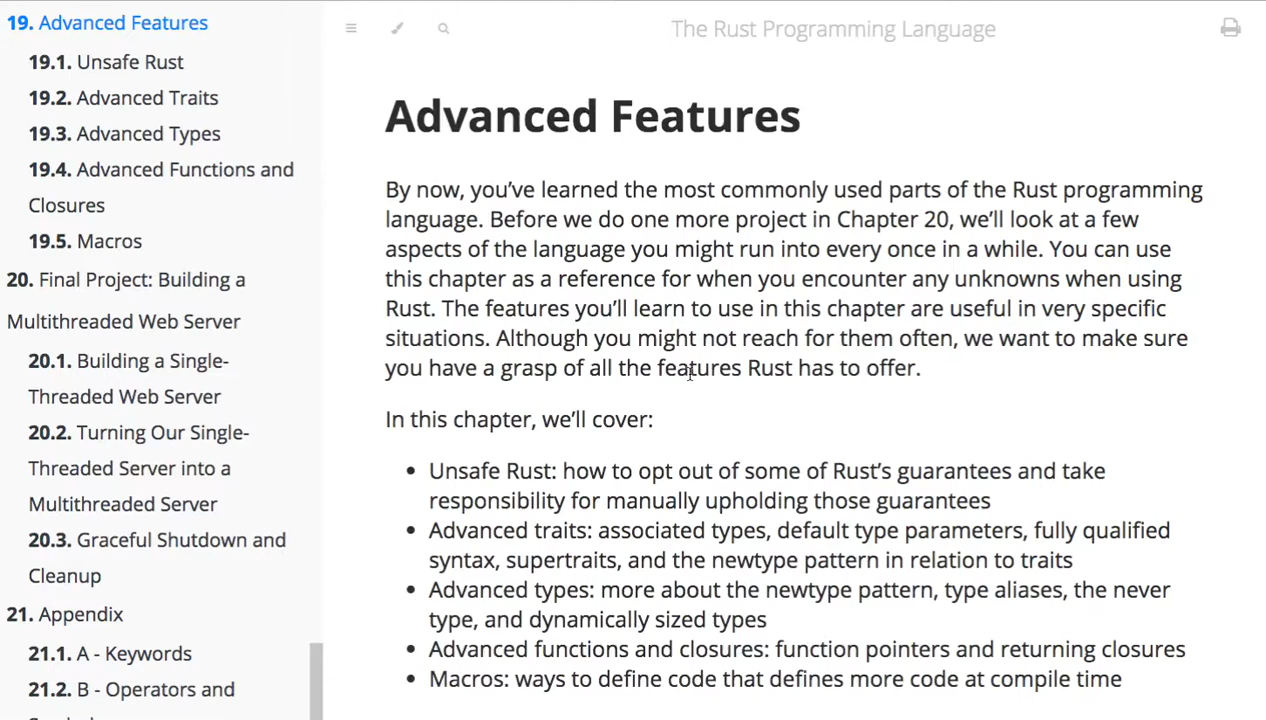 19. Advanced Features
19.1. Unsafe Rust
19.2. Advanced Traits
19.3. Advanced Types
19.4. Advanced Functions and
Closures
19.5. Macros
20. Final Project: Building a
Multithreaded Web Server
20.1. Building a Single-
Threaded Web Server
20.2. Turning Our Single-
Threaded Server into a
Multithreaded Server
20.3. Graceful Shutdown and
Cleanup
21. Appendix
21.1. A - Keywords
21.2. B - Operators and
The Rust Programming Language
Advanced Features
By now, you’ve learned the most commonly used parts of the Rust programming
language. Before we do one more project in Chapter 20, we’ll look at a few
aspects of the language you might run into every once in a while. You can use
this chapter as a reference for when you encounter any unknowns when using
Rust. The features you’ll learn to use in this chapter are useful in very specific
situations. Although you might not reach for them often, we want to make sure
you have a grasp of all the features Rust has to offer.
In this chapter, we’ll cover:
• Unsafe Rust: how to opt out of some of Rust’s guarantees and take
responsibility for manually upholding those guarantees
• Advanced traits: associated types, default type parameters, fully qualified
syntax, supertraits, and the newtype pattern in relation to traits
• Advanced types: more about the newtype pattern, type aliases, the never
type, and dynamically sized types
• Advanced functions and closures: function pointers and returning closures
• Macros: ways to define code that defines more code at compile time